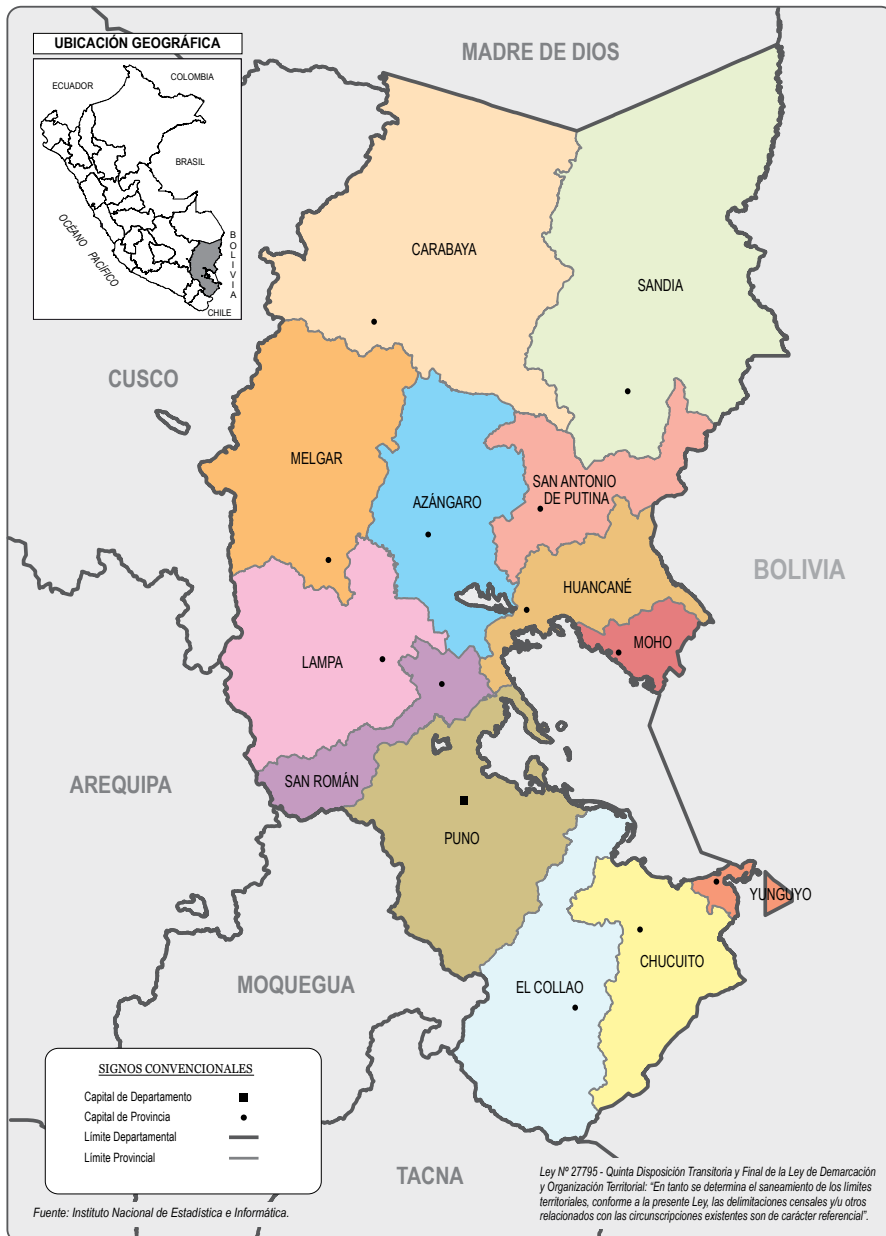 UBICACIÓN GEOGRÁFICA
ECUADOR
COLOMBIA
BRASIL
OCÉANO PACÍFICO
BOLIVIA
CHILE
MADRE DE DIOS
CARABAYA
SANDIA
CUSCO
MELGAR
AZÁNGARO
SAN ANTONIO
DE PUTINA
BOLIVIA
HUANCANÉ
MOHO
LAMPA
AREQUIPA
SAN ROMÁN
PUNO
YUNGUYO
CHUCUITO
MOQUEGUA
EL COLLAO
SIGNOS CONVENCIONALES
Capital de Departamento
Capital de Provincia
Límite Departamental
Límite Provincial
TACNA
Fuente: Instituto Nacional de Estadística e Informática.
Ley Nº 27795 - Quinta Disposición Transitoria y Final de la Ley de Demarcación
y Organización Territorial: “En tanto se determina el saneamiento de los límites
territoriales, conforme a la presente Ley, las delimitaciones censales y/u otros
relacionados con las circunscripciones existentes son de carácter referencial”.